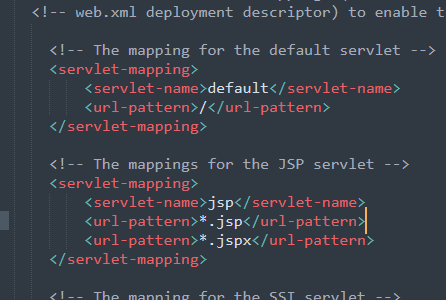 <!-- web.xml deployment descriptor) to enable t
<!-- The mapping for the default servlet -->
<servlet-mapping>
<servlet-name>default</servlet-name>
<url-pattern>/</url-pattern>
</servlet-mapping>
<!-- The mappings for the JSP servlet -->
<servlet-mapping>
<servlet-name>jsp</servlet-name>
<url-pattern>*.jsp</url-pattern>
<url-pattern>*.jspx</url-pattern>
</servlet-mapping>
<!-- The mapping for the SSI servlet -->